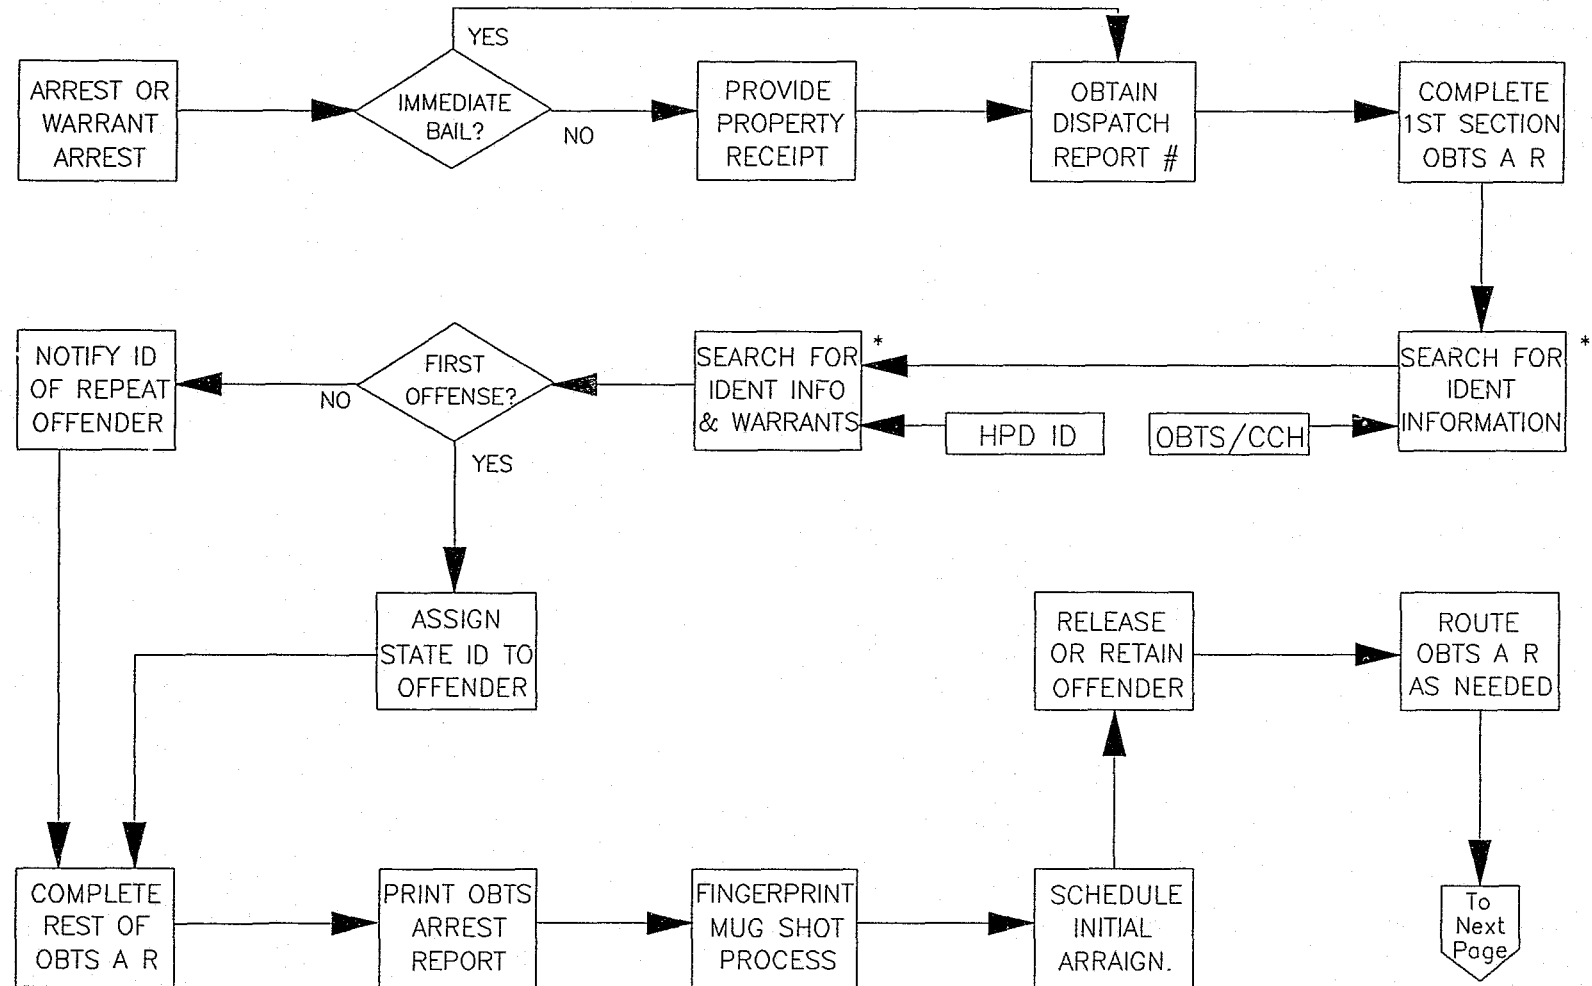 YES
ARREST OR
WARRANT
ARREST
IMMEDIATE
BAIL?
NO
PROVIDE
PROPERTY
RECEIPT
OBTAIN
DISPATCH
REPORT #
COMPLETE
1ST SECTION
OBTS A R
NOTIFY ID
OF REPEAT
OFFENDER
NO
FIRST
OFFENSE?
YES
SEARCH FOR
IDENT INFO
& WARRANTS
*
HPD ID
OBTS/CCH
SEARCH FOR
IDENT
INFORMATION
*
ASSIGN
STATE ID TO
OFFENDER
RELEASE
OR RETAIN
OFFENDER
ROUTE
OBTS A R
AS NEEDED
COMPLETE
REST OF
OBTS A R
PRINT OBTS
ARREST
REPORT
FINGERPRINT
MUG SHOT
PROCESS
SCHEDULE
INITIAL
ARRAIGN.
To
Next
Page